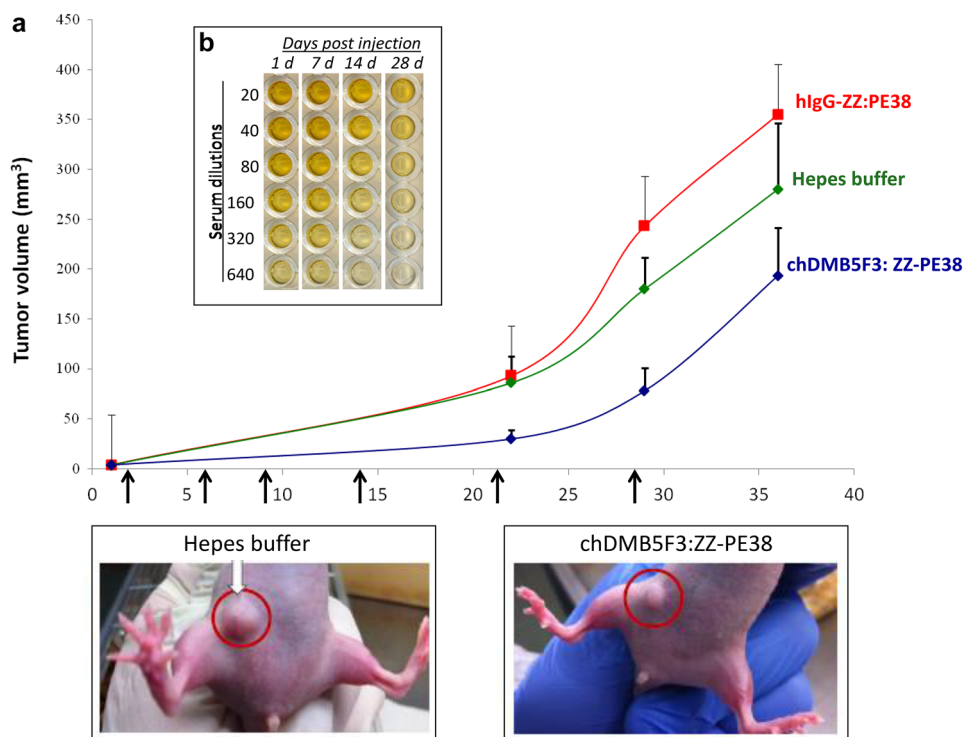 a
450
400
350
300
250
200
150
100
50
0
Tumor volume (mm³)
0 5 10 15 20 25 30 35 40
b
Days post injection
1 d 7 d 14 d 28 d
Serum dilutions
20
40
80
160
320
640
hIgG-ZZ:PE38
Hepes buffer
chDMB5F3: ZZ-PE38
Hepes buffer
chDMB5F3:ZZ-PE38